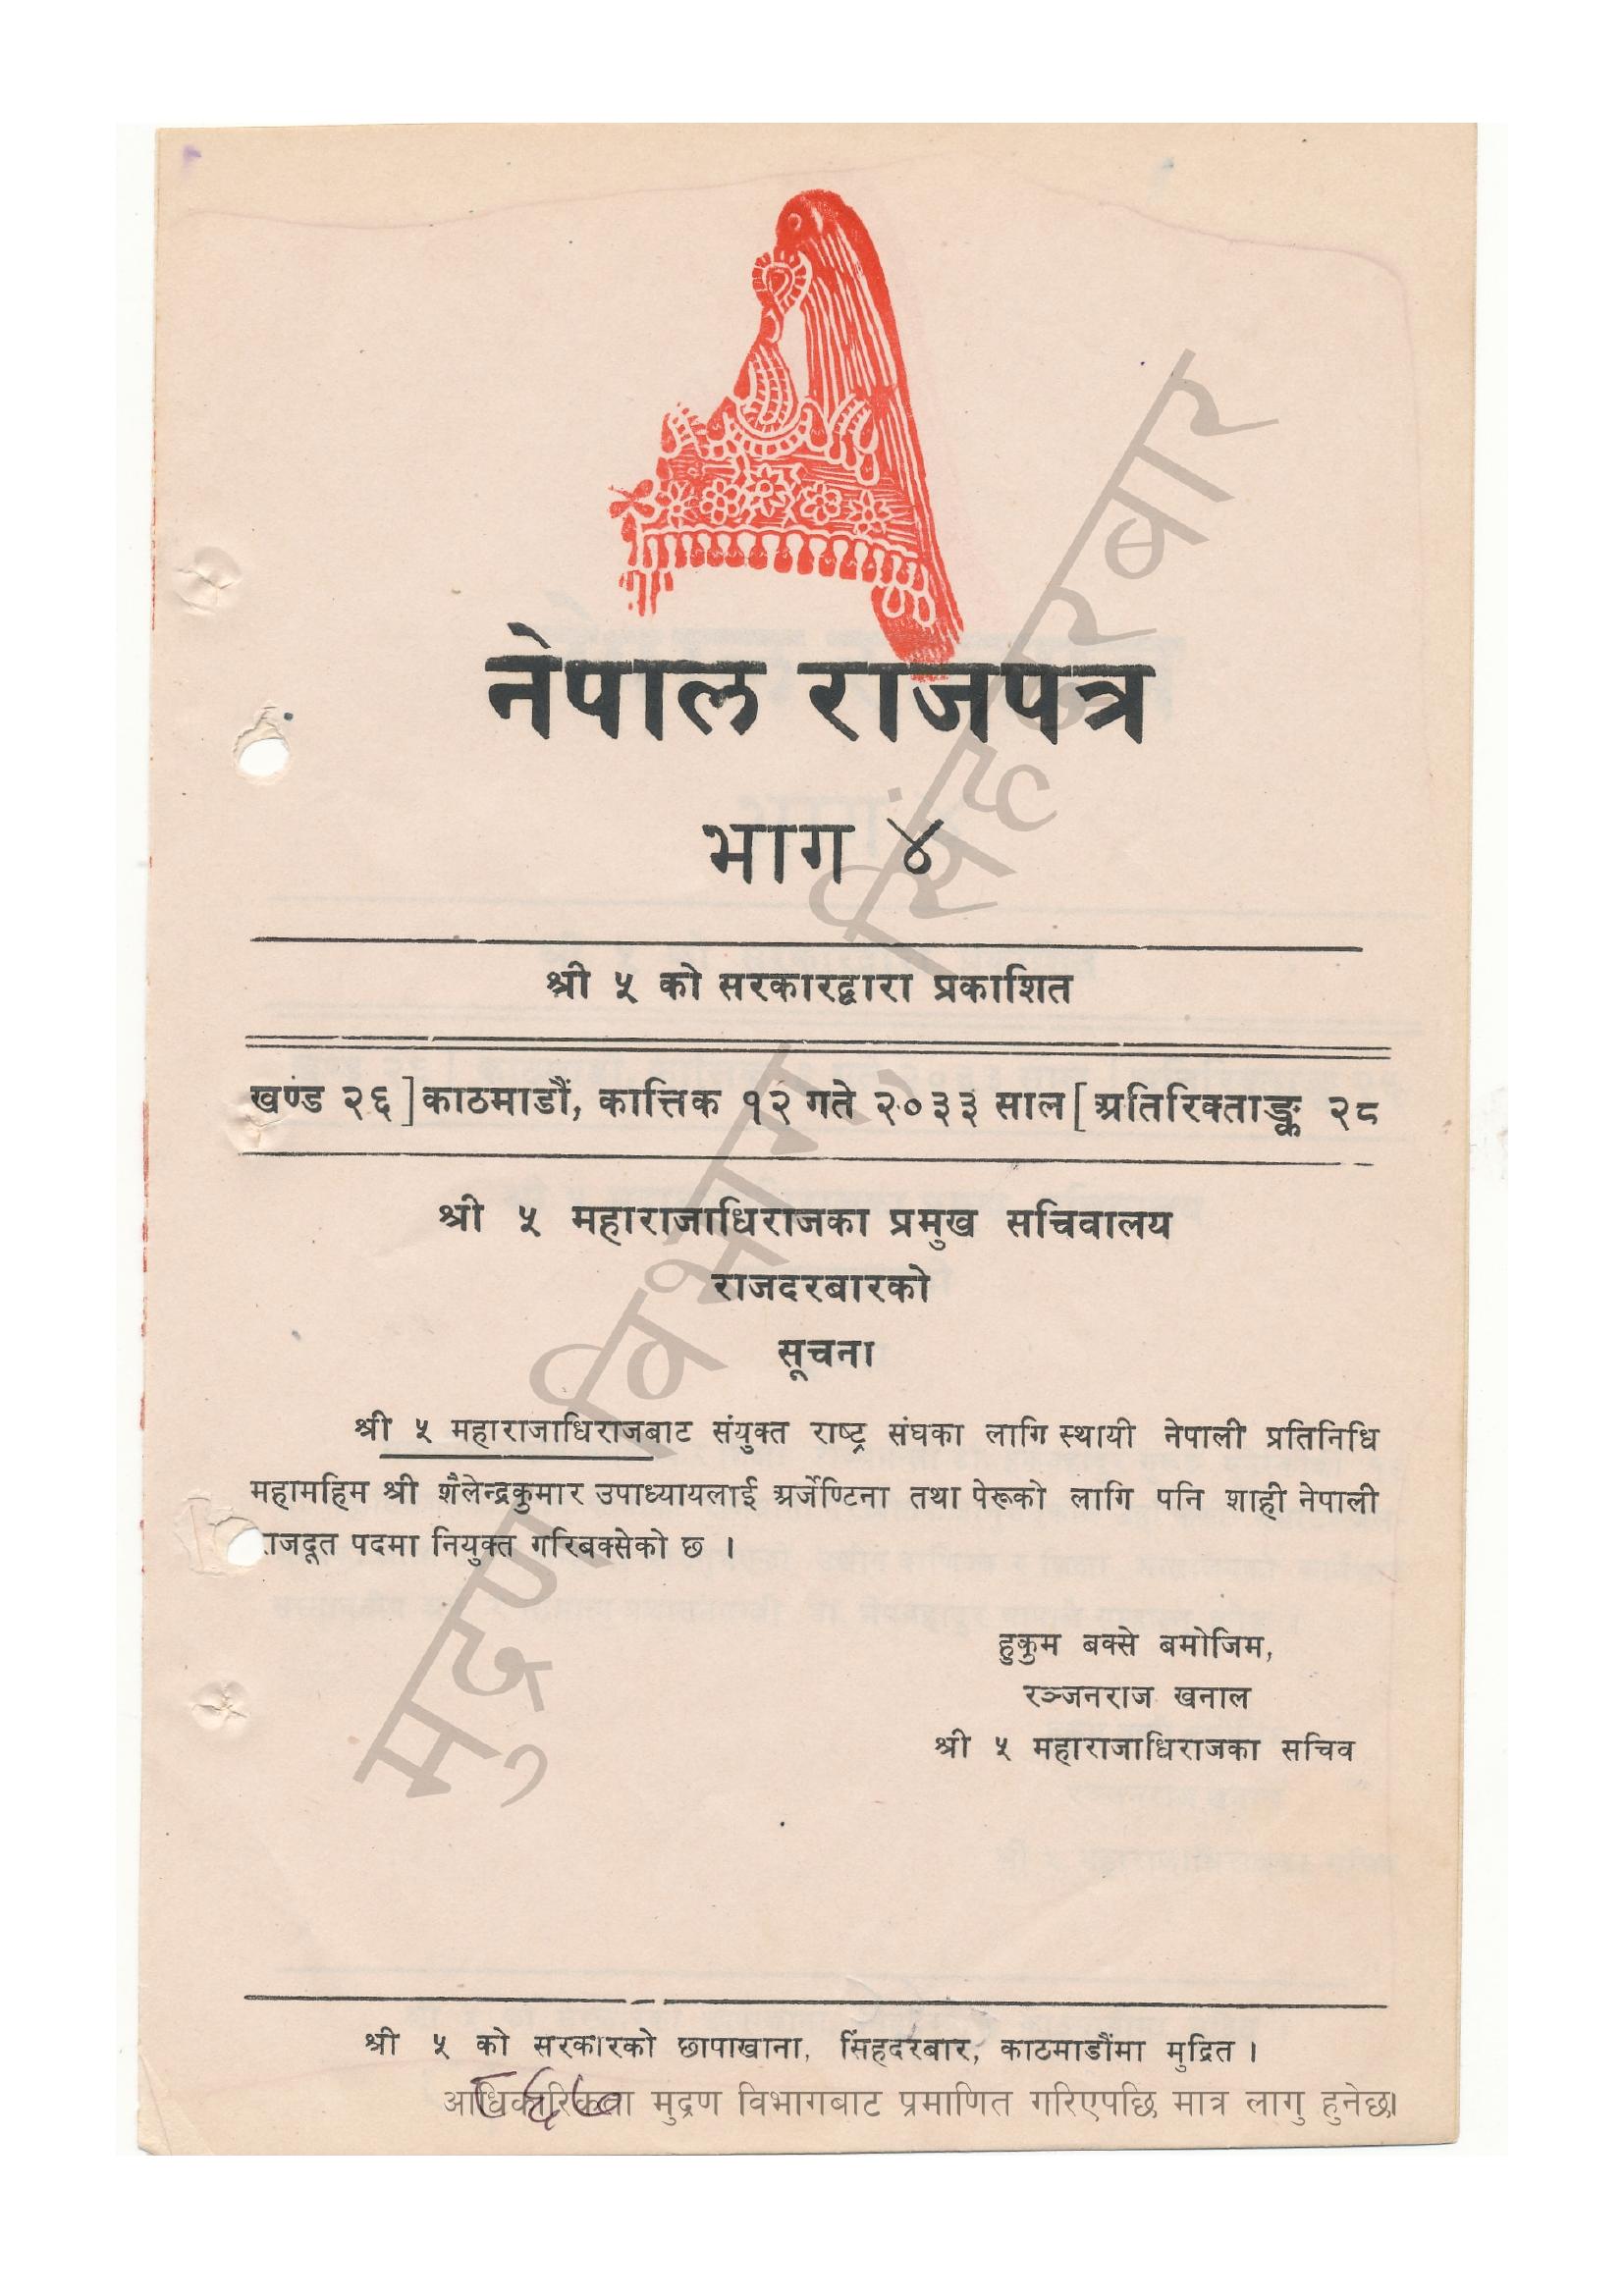 नेपाल राजपत्र
भाग ४
श्री ५ को सरकारद्वारा प्रकाशित
खण्ड २६] काठमाडौं, कात्तिक १२ गते २०३३ साल [अतिरिक्ताङ्क २८
श्री ५ महाराजाधिराजका प्रमुख सचिवालय
राजदरबारको
सूचना
श्री ५ महाराजाधिराजबाट संयुक्त राष्ट्र संघका लागि स्थायी नेपाली प्रतिनिधि
महामहिम श्री शैलेन्द्रकुमार उपाध्यायलाई अर्जेण्टिना तथा पेरूको लागि पनि शाही नेपाली
राजदूत पदमा नियुक्त गरिबक्सेको छ ।
हुकुम बक्से बमोजिम,
रञ्जनराज खनाल
श्री ५ महाराजाधिराजका सचिव
श्री ५ को सरकारको छापाखाना, सिंहदरबार, काठमाडौंमा मुद्रित ।
आधिकारिकता मुद्रण विभागबाट प्रमाणित गरिएपछि मात्र लागु हुनेछ।
मुद्रण विभाग, सिंहदरबार